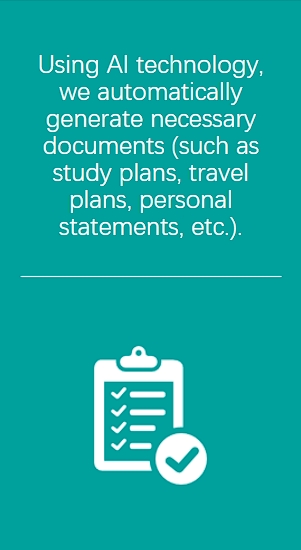 Using AI technology,
we automatically
generate necessary
documents (such as
study plans, travel
plans, personal
statements, etc.).